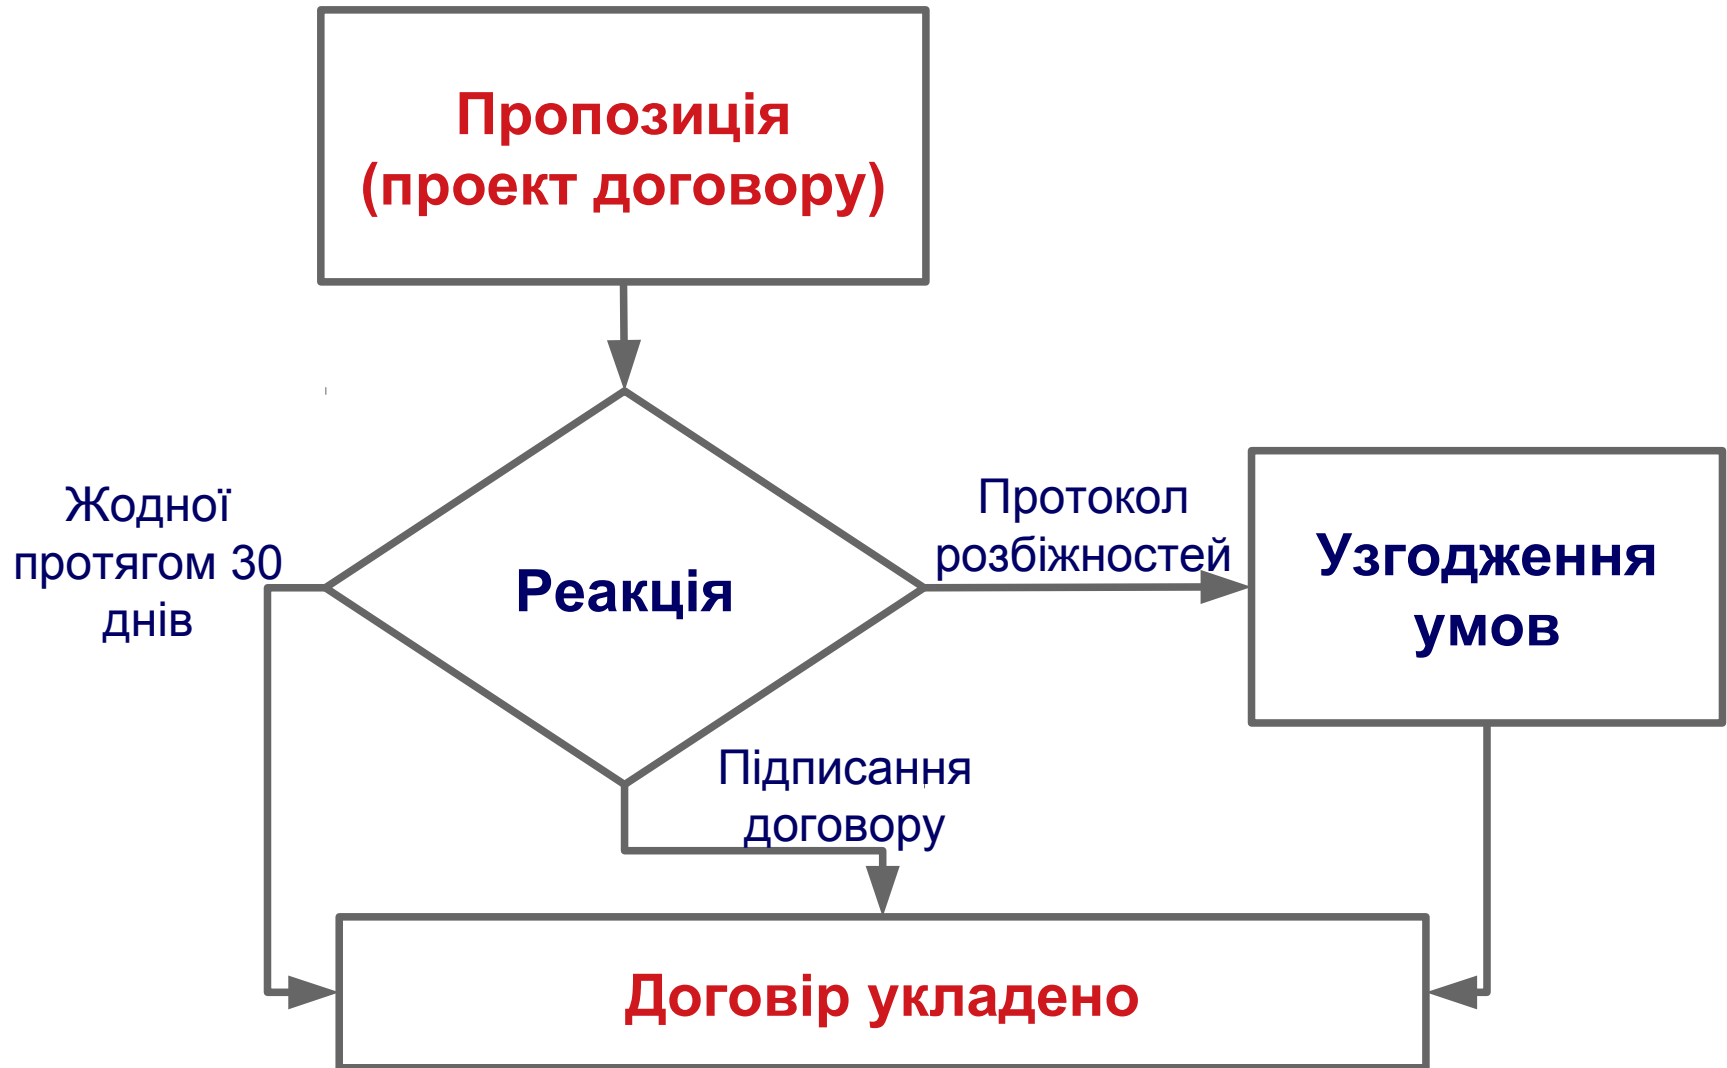 Пропозиція
(проект договору)
Жодної
протягом 30
днів
Реакція
Протокол
розбіжностей
Узгодження
умов
Підписання
договору
Договір укладено